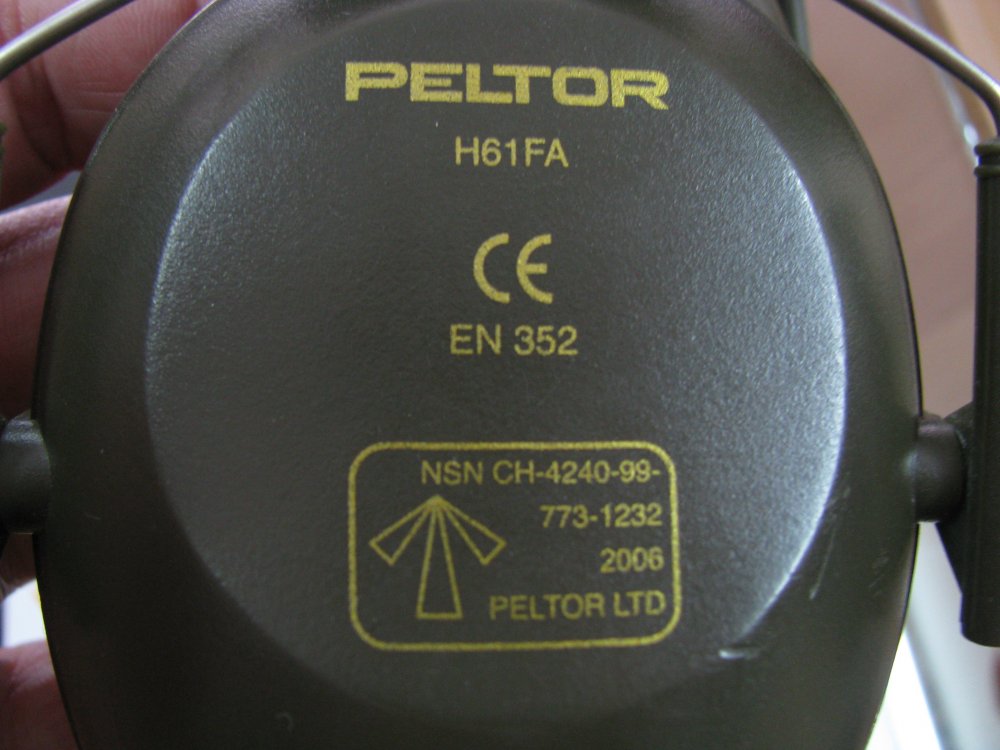 PELTOR
H61FA
CE
EN 352
NSN CH-4240-99-
773-1232
2006
PELTOR LTD